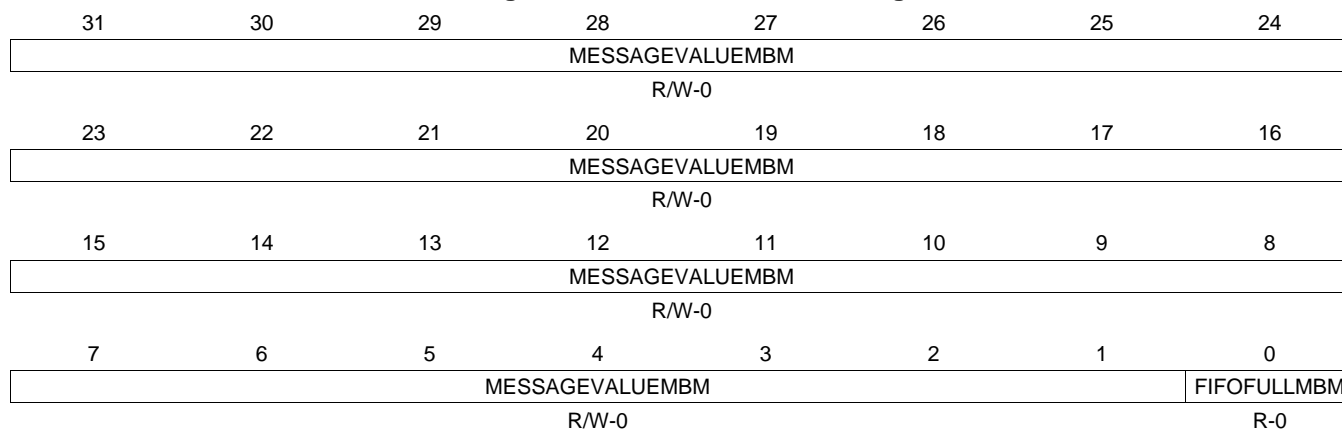 31 30 29 28 27 26 25 24
MESSAGEVALUEMBM
R/W-0
23 22 21 20 19 18 17 16
MESSAGEVALUEMBM
R/W-0
15 14 13 12 11 10 9 8
MESSAGEVALUEMBM
R/W-0
7 6 5 4 3 2 1 0
MESSAGEVALUEMBM FIFOFULLMBM
R/W-0 R-0